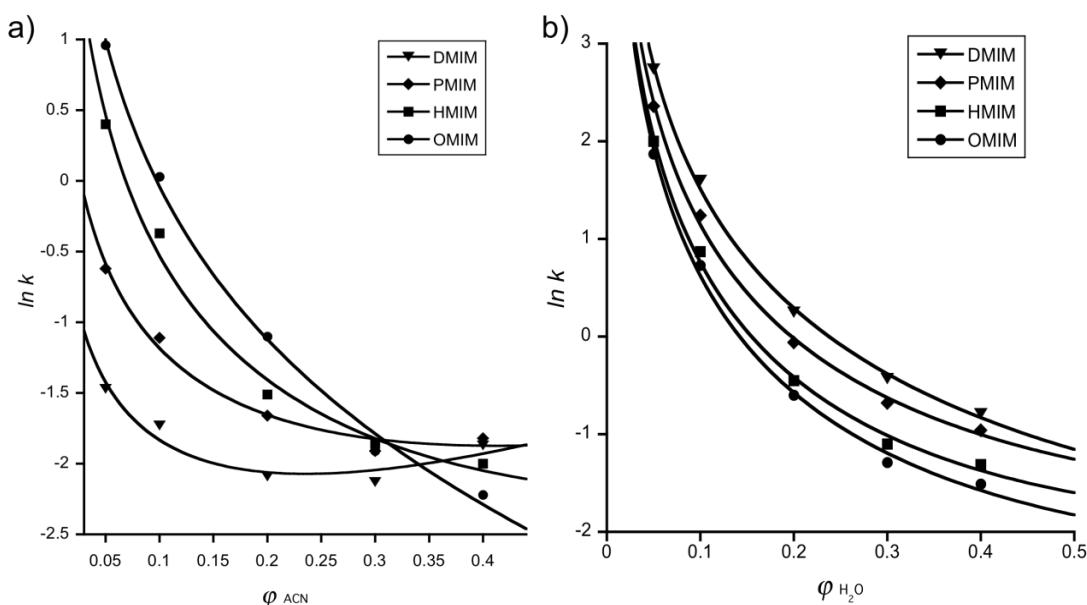 a)
DMIM
PMIM
HMIM
OMIM
ln k
1
0.5
0
-0.5
-1
-1.5
-2
-2.5
0.05 0.1 0.15 0.2 0.25 0.3 0.35 0.4
φ ACN
b)
DMIM
PMIM
HMIM
OMIM
ln k
3
2
1
0
-1
-2
0 0.1 0.2 0.3 0.4 0.5
φ H₂O